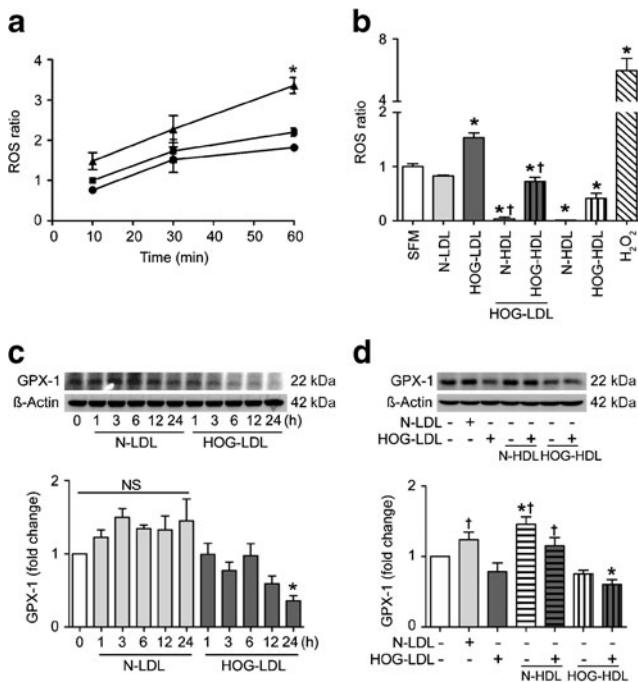 a
ROS ratio
4
3
2
1
0
*
0 10 20 30 40 50 60
Time (min)
b
ROS ratio
8
4
2
1
0
* *† *† * * *
SFM
N-LDL
HOG-LDL
N-HDL
HOG-HDL
N-HDL
HOG-HDL
H2O2
HOG-LDL
c
GPX-1 22 kDa
ß-Actin 42 kDa
0 1 3 6 12 24 1 3 6 12 24 (h)
N-LDL HOG-LDL
GPX-1 (fold change)
2
1
0
NS
*
0 1 3 6 12 24 1 3 6 12 24 (h)
N-LDL HOG-LDL
d
GPX-1 22 kDa
ß-Actin 42 kDa
N-LDL - + - - - - -
HOG-LDL - - + - + - +
N-HDL HOG-HDL
GPX-1 (fold change)
2
1
0
† *† † *
N-LDL - + - - - - -
HOG-LDL - - + - + - +
N-HDL HOG-HDL